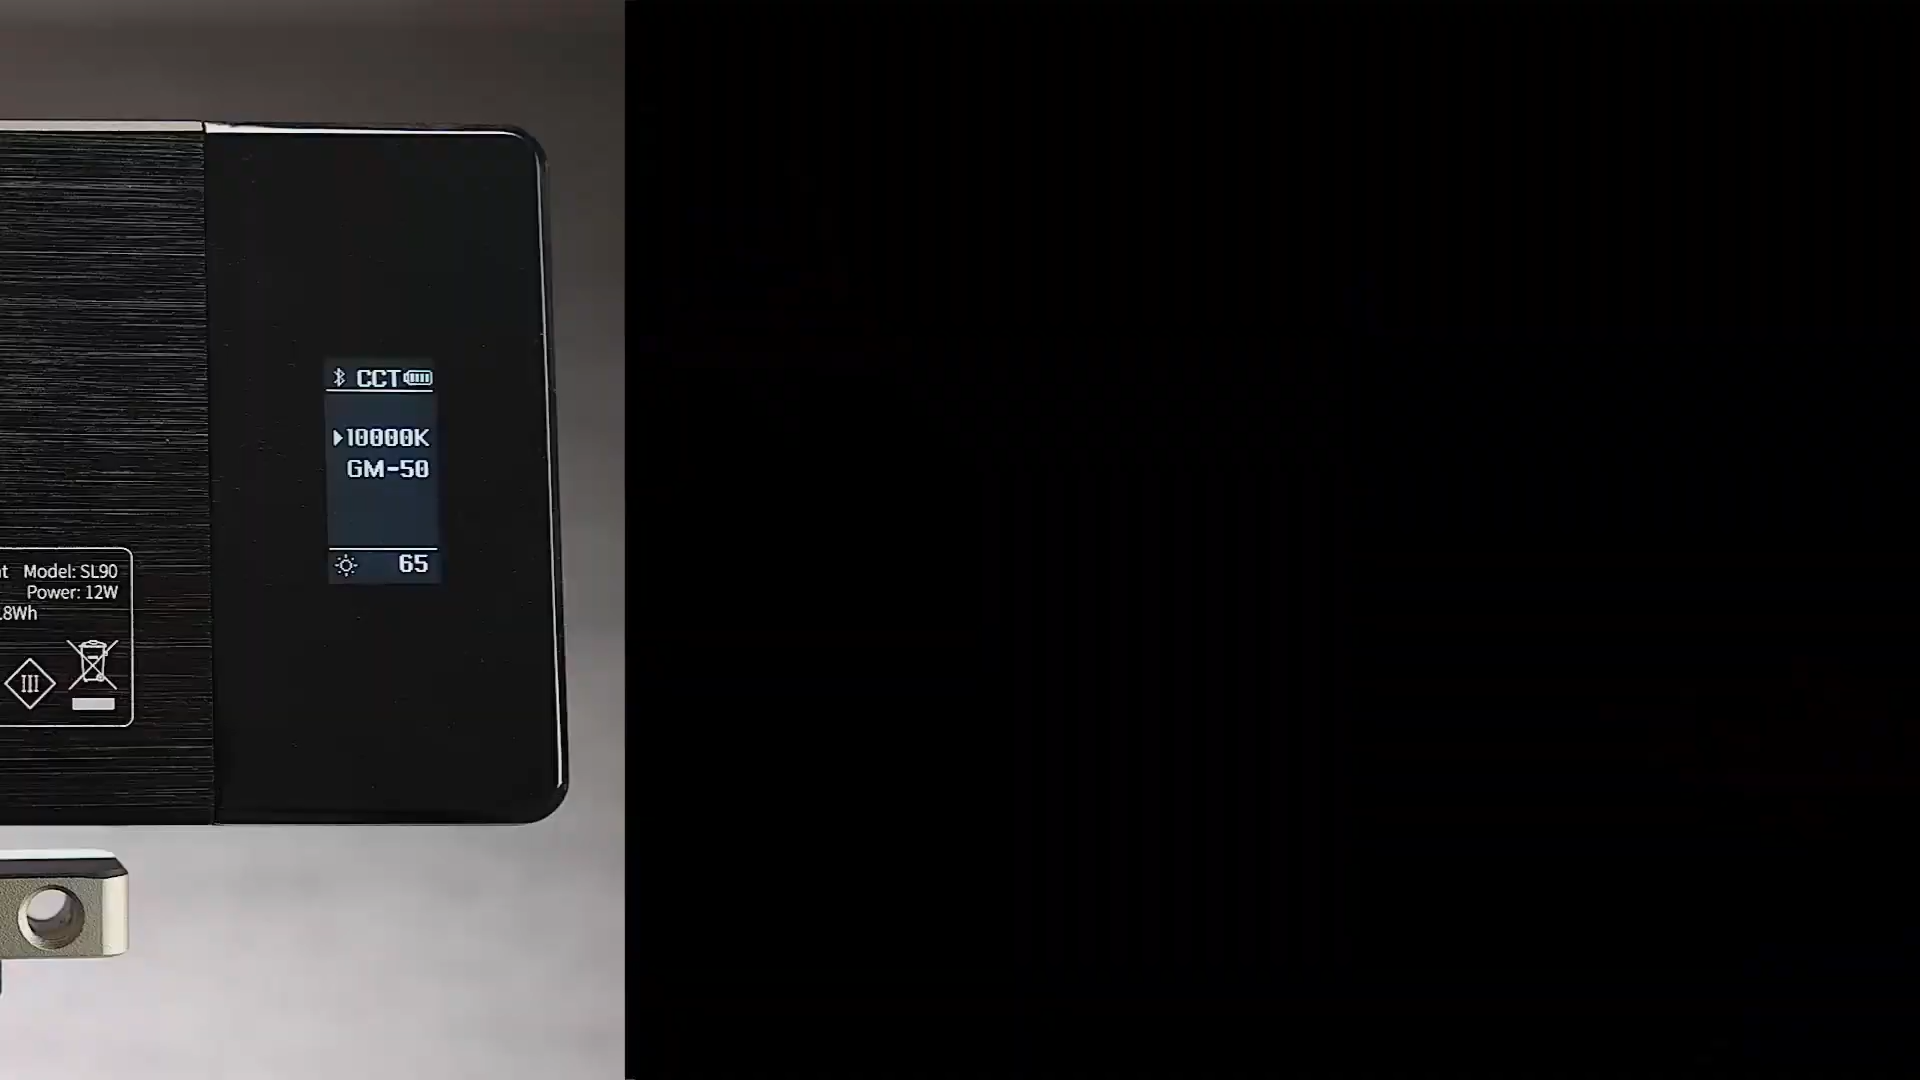 CCT
10000K
GM-50
65
Model: SL90
Power: 12W
.8Wh
III